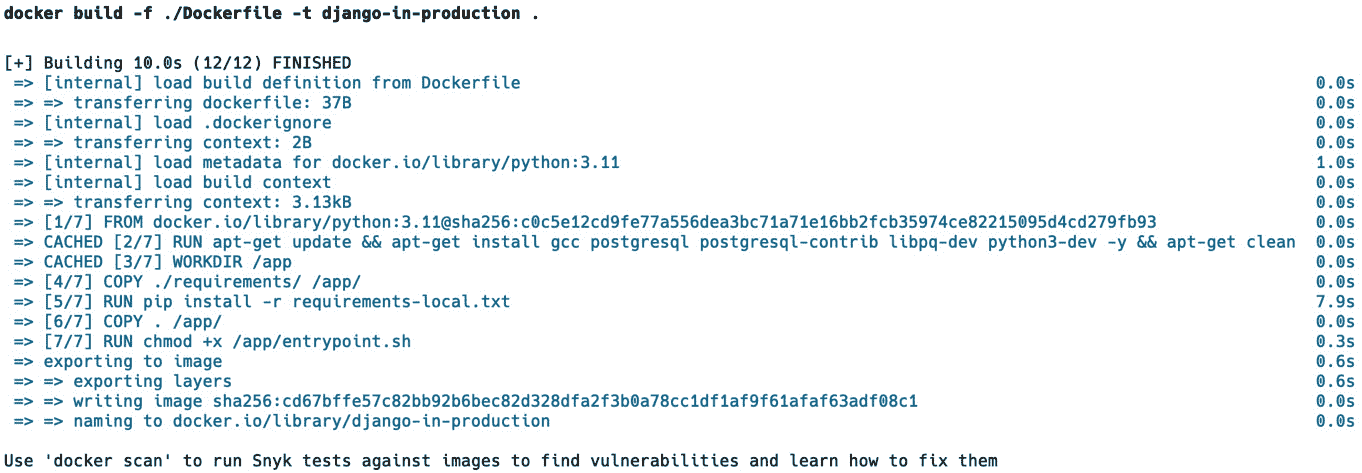 docker build -f ./Dockerfile -t django-in-production .
[+] Building 10.0s (12/12) FINISHED
=> [internal] load build definition from Dockerfile 0.0s
=> => transferring dockerfile: 37B 0.0s
=> [internal] load .dockerignore 0.0s
=> => transferring context: 2B 0.0s
=> [internal] load metadata for docker.io/library/python:3.11 1.0s
=> [internal] load build context 0.0s
=> => transferring context: 3.13kB 0.0s
=> [1/7] FROM docker.io/library/python:3.11@sha256:c0c5e12cd9fe77a556dea3bc71a71e16bb2fcb35974ce82215095d4cd279fb93 0.0s
=> CACHED [2/7] RUN apt-get update && apt-get install gcc postgresql postgresql-contrib libpq-dev python3-dev -y && apt-get clean 0.0s
=> CACHED [3/7] WORKDIR /app 0.0s
=> [4/7] COPY ./requirements/ /app/ 0.0s
=> [5/7] RUN pip install -r requirements-local.txt 7.9s
=> [6/7] COPY . /app/ 0.0s
=> [7/7] RUN chmod +x /app/entrypoint.sh 0.3s
=> exporting to image 0.6s
=> => exporting layers 0.6s
=> => writing image sha256:cd67bffe57c82bb92b6bec82d328dfa2f3b0a78cc1df1af9f61afaf63adf08c1 0.0s
=> => naming to docker.io/library/django-in-production 0.0s
Use 'docker scan' to run Snyk tests against images to find vulnerabilities and learn how to fix them